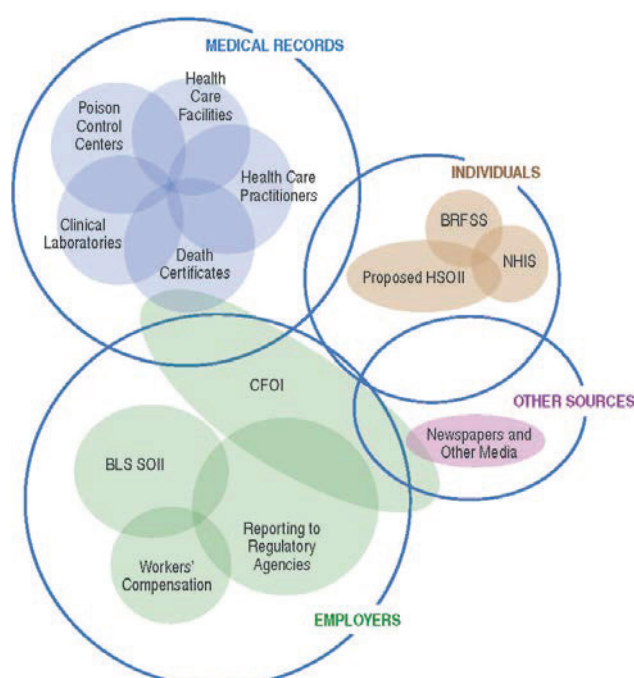 MEDICAL RECORDS
Health
Care
Facilities
Poison
Control
Centers
Health Care
Practitioners
Clinical
Laboratories
Death
Certificates
INDIVIDUALS
BRFSS
NHIS
Proposed HSOII
CFOI
OTHER SOURCES
Newspapers and
Other Media
BLS SOII
Reporting to
Regulatory
Agencies
Workers'
Compensation
EMPLOYERS